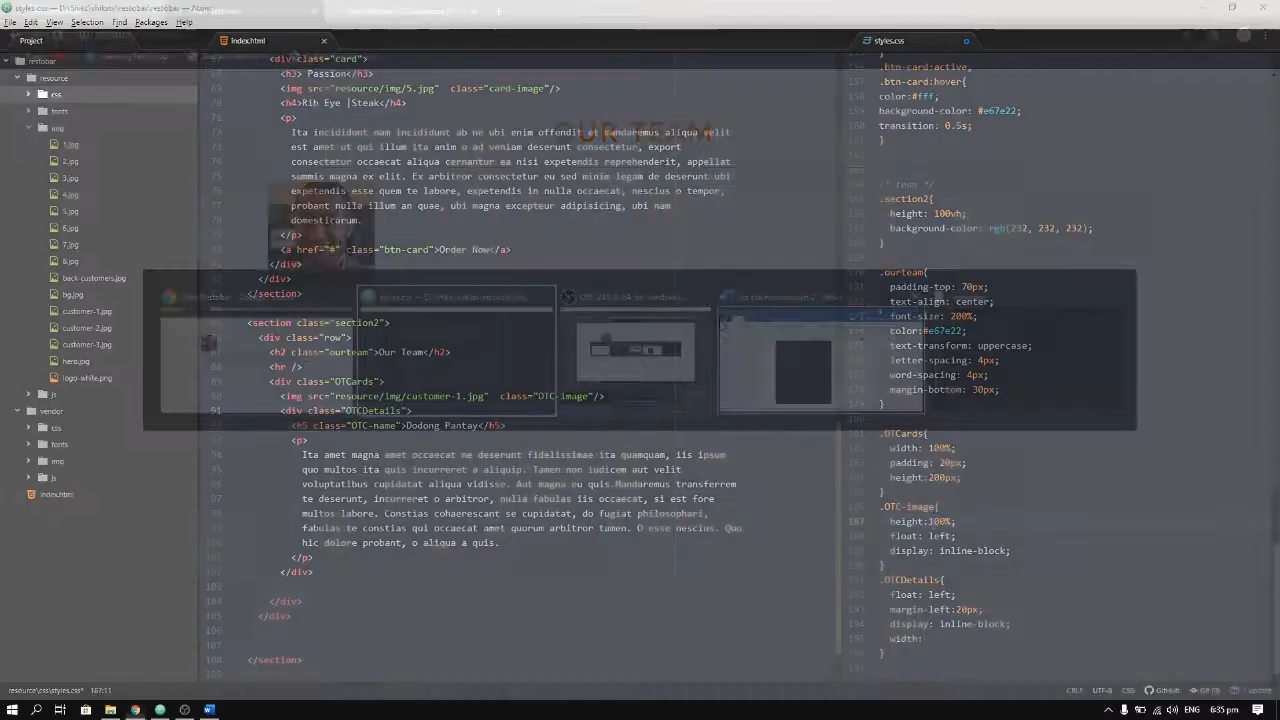 File Edit View Selection Find Packages Help
Project
index.html
styles.css
restobar
resource
css
fonts
img
1.jpg
2.jpg
3.jpg
4.jpg
5.jpg
6.jpg
7.jpg
8.jpg
back-customers.jpg
bg.jpg
customer-1.jpg
customer-2.jpg
customer-3.jpg
hero.jpg
logo-white.png
js
vendor
css
fonts
img
js
index.html
<div class="card">
<h3> Passion</h3>
<img src="resource/img/5.jpg" class="card-image"/>
<h4>Rib Eye |Steak</h4>
<p>
Ita incididunt nam incididunt ab ne ubi enim offendit et mandaremus aliqua velit
est amet ut qui illum ita anim o ad veniam deserunt consectetur, export
consectetur occaecat aliqua cernantur ea nisi expetendis reprehenderit, appellat
summis magna ex elit. Ex arbitror consectetur eu sed minim legam de deserunt
expetendis esse quem te labore, expetendis in nulla occaecat, nescius o tempor,
probant nulla illum an quae, ubi magna excepteur adipisicing, ubi nam
domesticarum.
</p>
<a href="#" class="btn-card">Order Now</a>
</div>
</div>
</section>
<section class="section2">
<div class="row">
<h2 class="ourteam">Our Team</h2>
<hr />
<div class="OTCards">
<img src="resource/img/customer-1.jpg" class="OTC-image"/>
<div class="OTCDetails">
<h5 class="OTC-name">Dodong Pantay</h5>
<p>
Ita amet magna amet occaecat ne deserunt fidelissimae ita quamquam, iis ipsum
quo multos ita quis incurreret a aliquip. Tamen non iudicem aut velit
voluptatibus cupidatat aliqua vidisse. Aut magna eu quis.Mandaremus transferrem
te deserunt, incurreret o arbitror, nulla fabulas iis occaecat, si est fore
multos labore. Constias cohaerescant se cupidatat, do fugiat philosophari,
fabulas te constias qui occaecat amet quorum arbitror tamen. O esse nescius. Quo
hic dolore probant, o aliqua a quis.
</p>
</div>
</div>
</div>
</section>
OUR TEAM
.btn-card:active,
.btn-card:hover{
color:#fff;
background-color: #e67e22;
transition: 0.5s;
}
/* team */
.section2{
height: 100vh;
background-color: rgb(232, 232, 232);
}
.ourteam{
padding-top: 70px;
text-align: center;
font-size: 200%;
color:#e67e22;
text-transform: uppercase;
letter-spacing: 4px;
word-spacing: 4px;
margin-bottom: 30px;
}
.OTCards{
width: 100%;
padding: 20px;
height:200px;
}
.OTC-image{
height:100%;
float: left;
display: inline-block;
}
.OTCDetails{
float: left;
margin-left:20px;
display: inline-block;
width:
}
resource\css\styles.css* 187:11
CRLF UTF-8 CSS GitHub Git (0) 1 update
ENG 6:35 pm